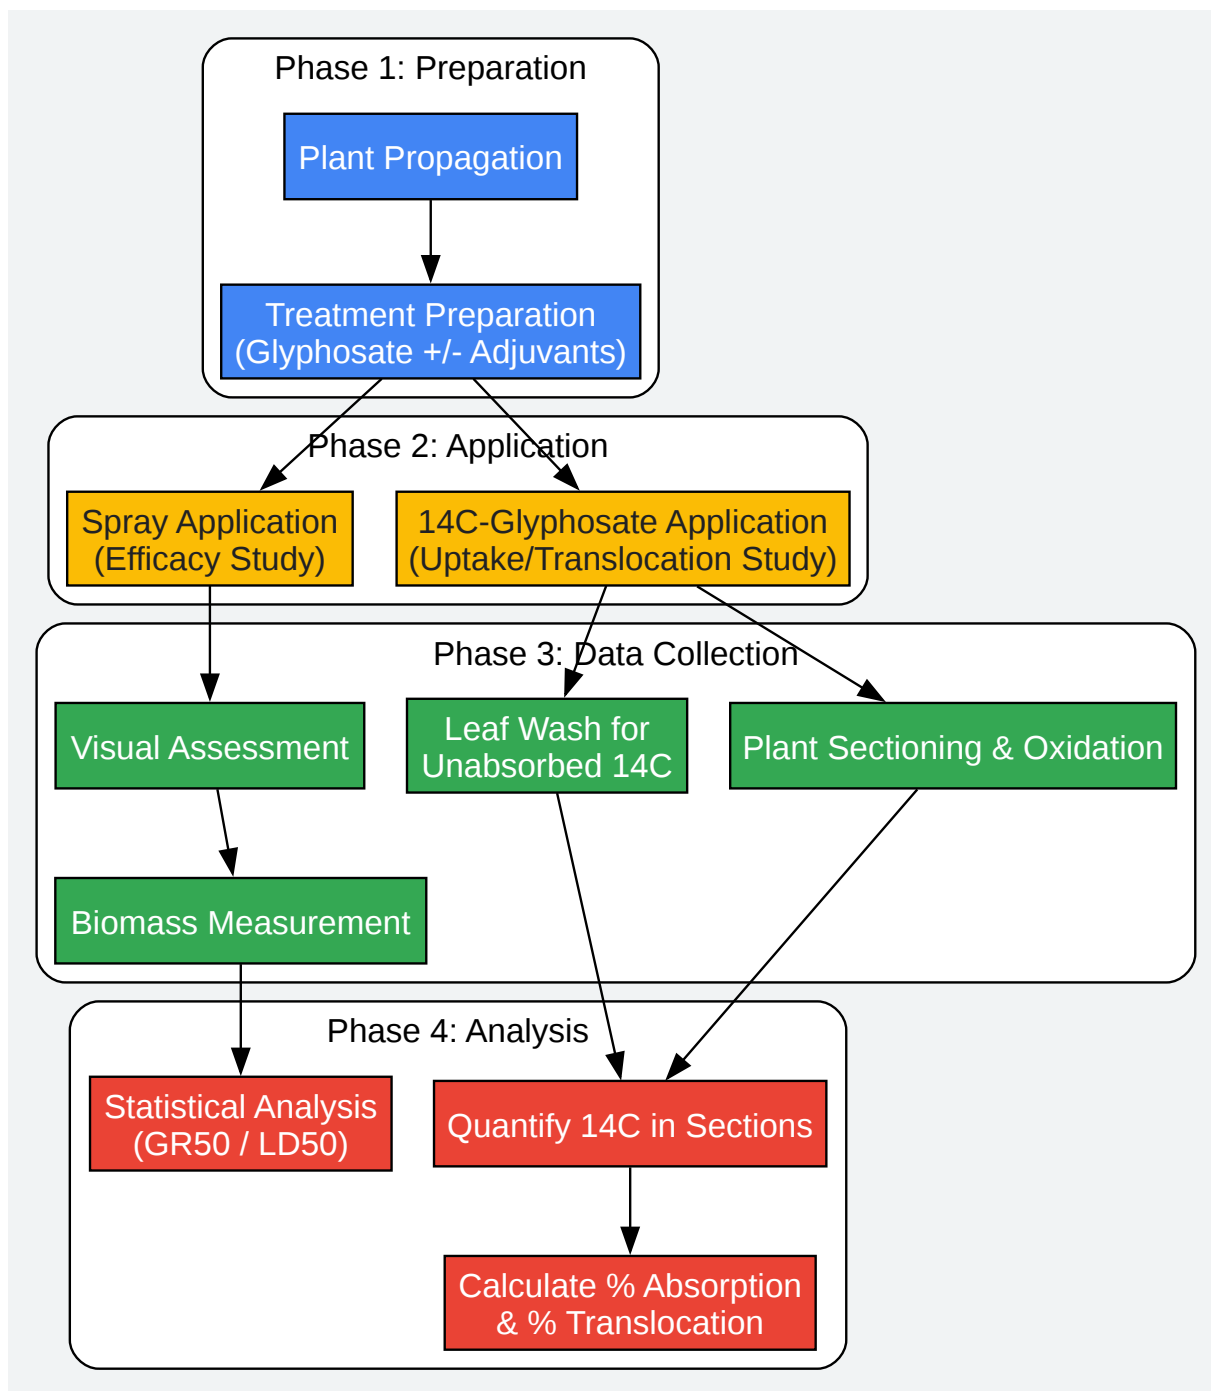 Phase 1: Preparation
Plant Propagation
Treatment Preparation
(Glyphosate +/- Adjuvants)
Phase 2: Application
Spray Application
(Efficacy Study)
14C-Glyphosate Application
(Uptake/Translocation Study)
Phase 3: Data Collection
Visual Assessment
Leaf Wash for
Unabsorbed 14C
Plant Sectioning & Oxidation
Biomass Measurement
Phase 4: Analysis
Statistical Analysis
(GR50 / LD50)
Quantify 14C in Sections
Calculate % Absorption
& % Translocation